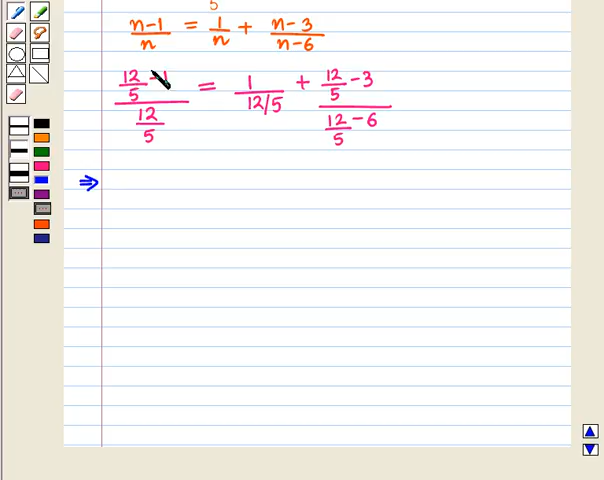 5
n-1/n = 1/n + n-3/n-6
12/5 -1 / 12/5 = 1 / 12/5 + 12/5 -3 / 12/5 -6
⇒